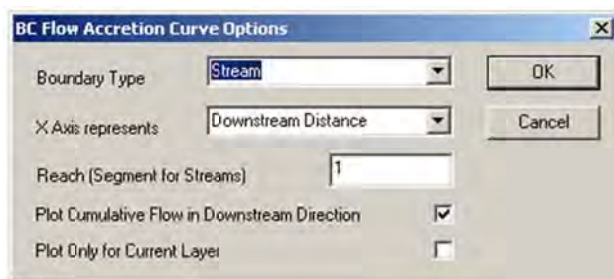 BC Flow Accretion Curve Options
Boundary Type Stream OK
X Axis represents Downstream Distance Cancel
Reach (Segment for Streams) 1
Plot Cumulative Flow in Downstream Direction
Plot Only for Current Layer